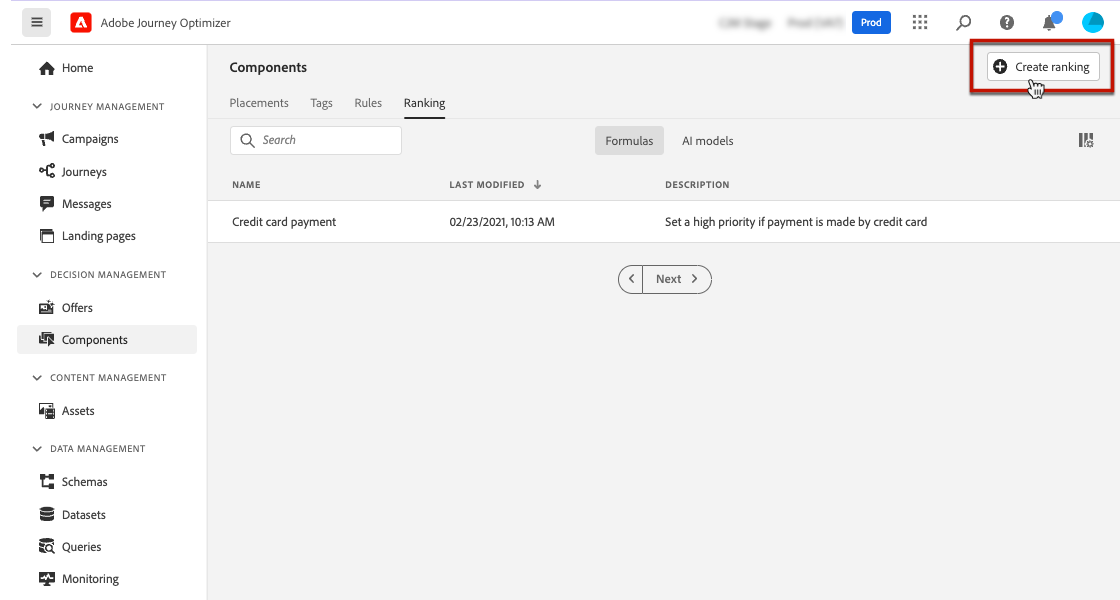 Adobe Journey Optimizer
Prod
Home
JOURNEY MANAGEMENT
Campaigns
Journeys
Messages
Landing pages
DECISION MANAGEMENT
Offers
Components
CONTENT MANAGEMENT
Assets
DATA MANAGEMENT
Schemas
Datasets
Queries
Monitoring
Components
Create ranking
Placements Tags Rules Ranking
Search
Formulas AI models
NAME LAST MODIFIED DESCRIPTION
Credit card payment 02/23/2021, 10:13 AM Set a high priority if payment is made by credit card
Next